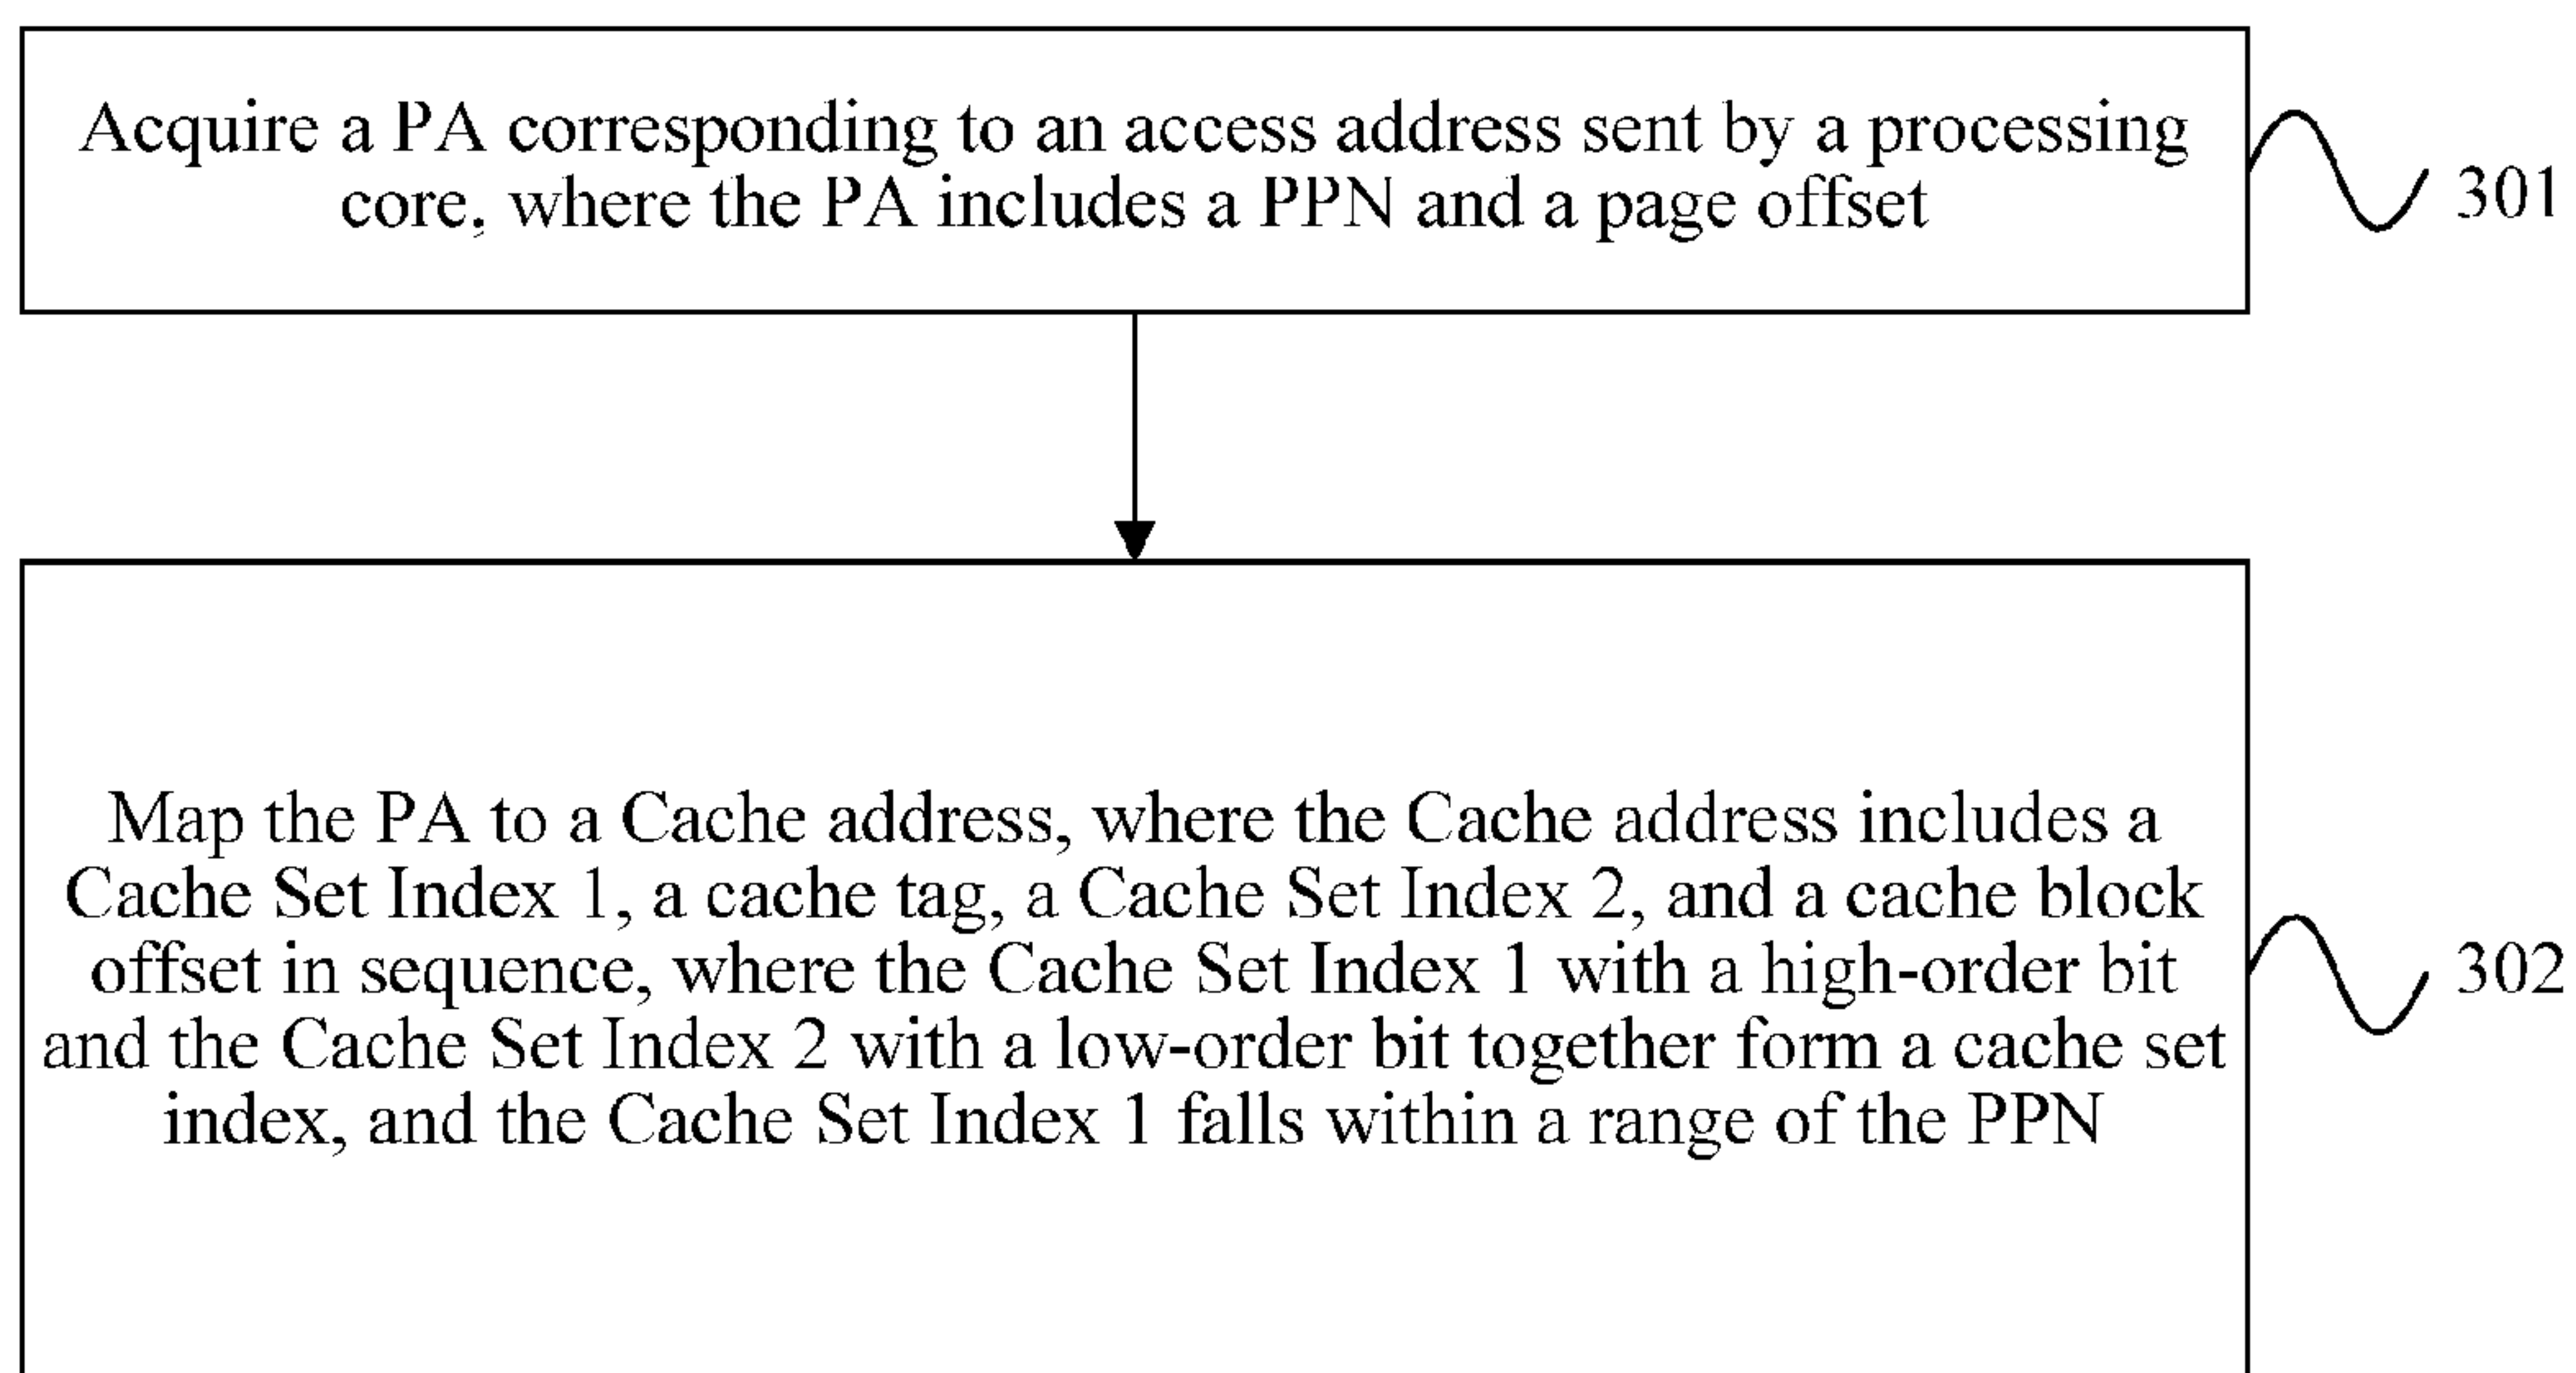 Acquire a PA corresponding to an access address sent by a processing
core, where the PA includes a PPN and a page offset
301
Map the PA to a Cache address, where the Cache address includes a
Cache Set Index 1, a cache tag, a Cache Set Index 2, and a cache block
offset in sequence, where the Cache Set Index 1 with a high-order bit
and the Cache Set Index 2 with a low-order bit together form a cache set
index, and the Cache Set Index 1 falls within a range of the PPN
302